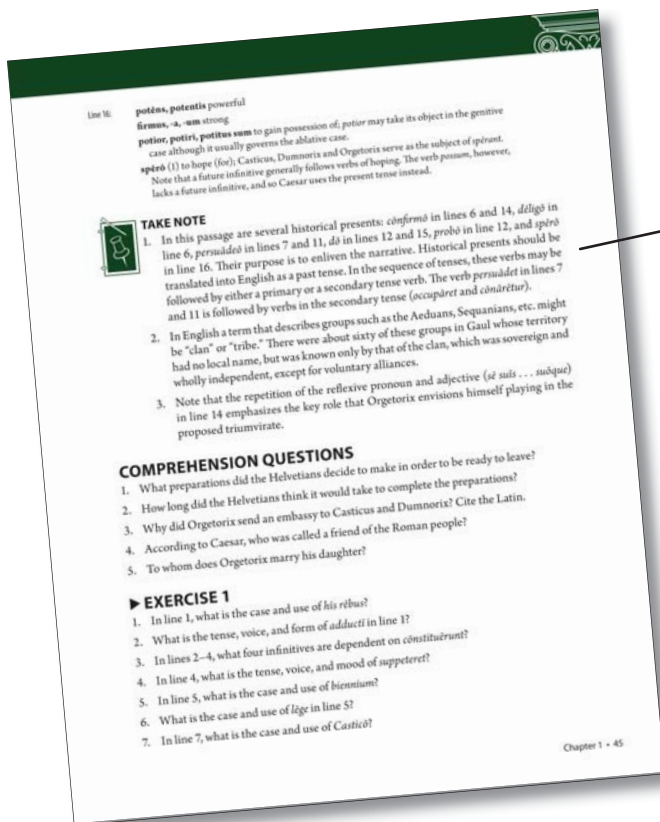 Line 16: potēns, potentis powerful
firmus, -a, -um strong
potior, potīrī, potītus sum to gain possession of; potior may take its object in the genitive
case although it usually governs the ablative case.
spērō (1) to hope (for); Casticus, Dumnorix and Orgetorix serve as the subject of spērant.
Note that a future infinitive generally follows verbs of hoping. The verb possum, however,
lacks a future infinitive, and so Caesar uses the present tense instead.
TAKE NOTE
1. In this passage are several historical presents: cōnfirmō in lines 6 and 14, dēligō in
line 6, persuādeō in lines 7 and 11, dō in lines 12 and 15, probō in line 12, and spērō
in line 16. Their purpose is to enliven the narrative. Historical presents should be
translated into English as a past tense. In the sequence of tenses, these verbs may be
followed by either a primary or a secondary tense verb. The verb persuādet in lines 7
and 11 is followed by verbs in the secondary tense (occupāret and cōnārētur).
2. In English a term that describes groups such as the Aeduans, Sequanians, etc. might
be “clan” or “tribe.” There were about sixty of these groups in Gaul whose territory
had no local name, but was known only by that of the clan, which was sovereign and
wholly independent, except for voluntary alliances.
3. Note that the repetition of the reflexive pronoun and adjective (sē suīs . . . suōque)
in line 14 emphasizes the key role that Orgetorix envisions himself playing in the
proposed triumvirate.
COMPREHENSION QUESTIONS
1. What preparations did the Helvetians decide to make in order to be ready to leave?
2. How long did the Helvetians think it would take to complete the preparations?
3. Why did Orgetorix send an embassy to Casticus and Dumnorix? Cite the Latin.
4. According to Caesar, who was called a friend of the Roman people?
5. To whom does Orgetorix marry his daughter?
▶ EXERCISE 1
1. In line 1, what is the case and use of hīs rēbus?
2. What is the tense, voice, and form of adductī in line 1?
3. In lines 2–4, what four infinitives are dependent on cōnstituērunt?
4. In line 4, what is the tense, voice, and mood of suppeteret?
5. In line 5, what is the case and use of biennium?
6. What is the case and use of lēge in line 5?
7. In line 7, what is the case and use of Casticō?
Chapter 1 • 45